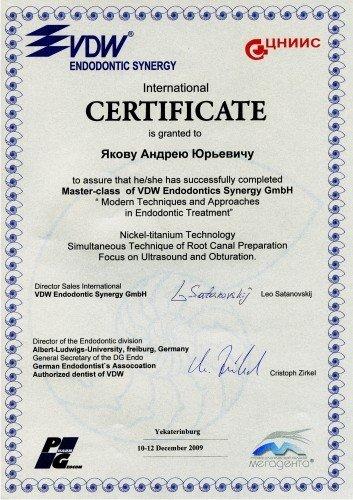 VDW®
ENDODONTIC SYNERGY
ЦНИИС
International
CERTIFICATE
is granted to
Якову Андрею Юрьевичу
to assure that he/she has successfully completed
Master-class of VDW Endodontics Synergy GmbH
“ Modern Techniques and Approaches
in Endodontic Treatment”
Nickel-titanium Technology
Simultaneous Technique of Root Canal Preparation
Focus on Ultrasound and Obturation.
Director Sales International
VDW Endodontic Synergy GmbH
L Satanovskij
Leo Satanovskij
Director of the Endodontic division
Albert-Ludwigs-University, freiburg, Germany
General Secretary of the DG Endo
German Endodontist's Assocoation
Authorized dentist of VDW
Cristoph Zirkel
Yekaterinburg
10-12 December 2009
мегадента